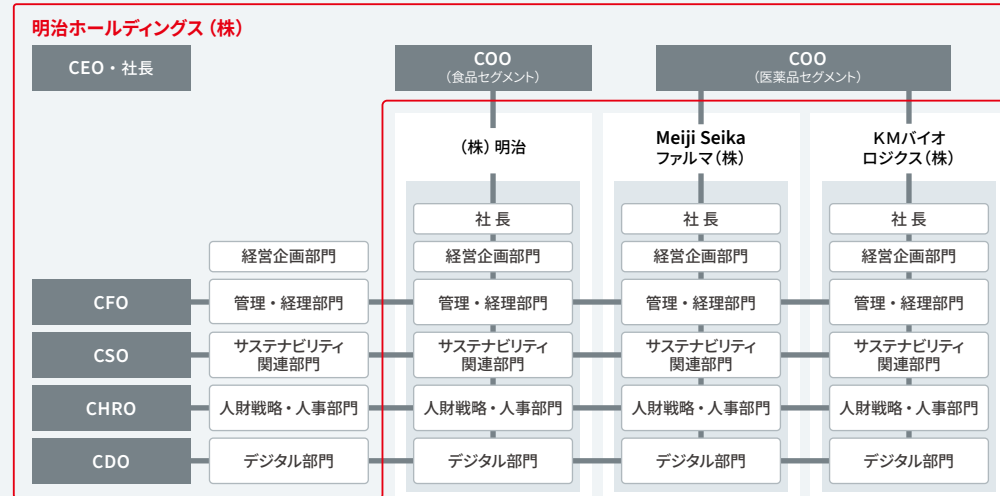 明治ホールディングス（株）
CEO・社長
COO
（食品セグメント）
COO
（医薬品セグメント）
（株）明治
Meiji Seika
ファルマ（株）
KMバイオ
ロジクス（株）
社長
社長
社長
経営企画部門
経営企画部門
経営企画部門
経営企画部門
CFO
管理・経理部門
管理・経理部門
管理・経理部門
管理・経理部門
CSO
サステナビリティ
関連部門
サステナビリティ
関連部門
サステナビリティ
関連部門
サステナビリティ
関連部門
CHRO
人財戦略・人事部門
人財戦略・人事部門
人財戦略・人事部門
人財戦略・人事部門
CDO
デジタル部門
デジタル部門
デジタル部門
デジタル部門